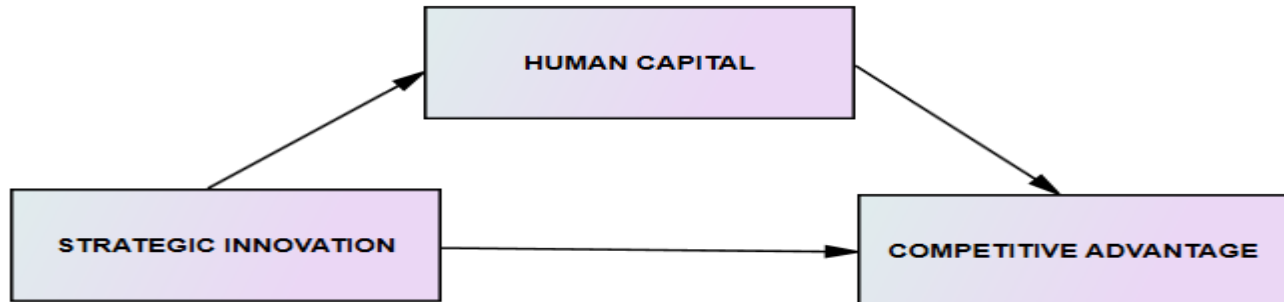 HUMAN CAPITAL
STRATEGIC INNOVATION
COMPETITIVE ADVANTAGE